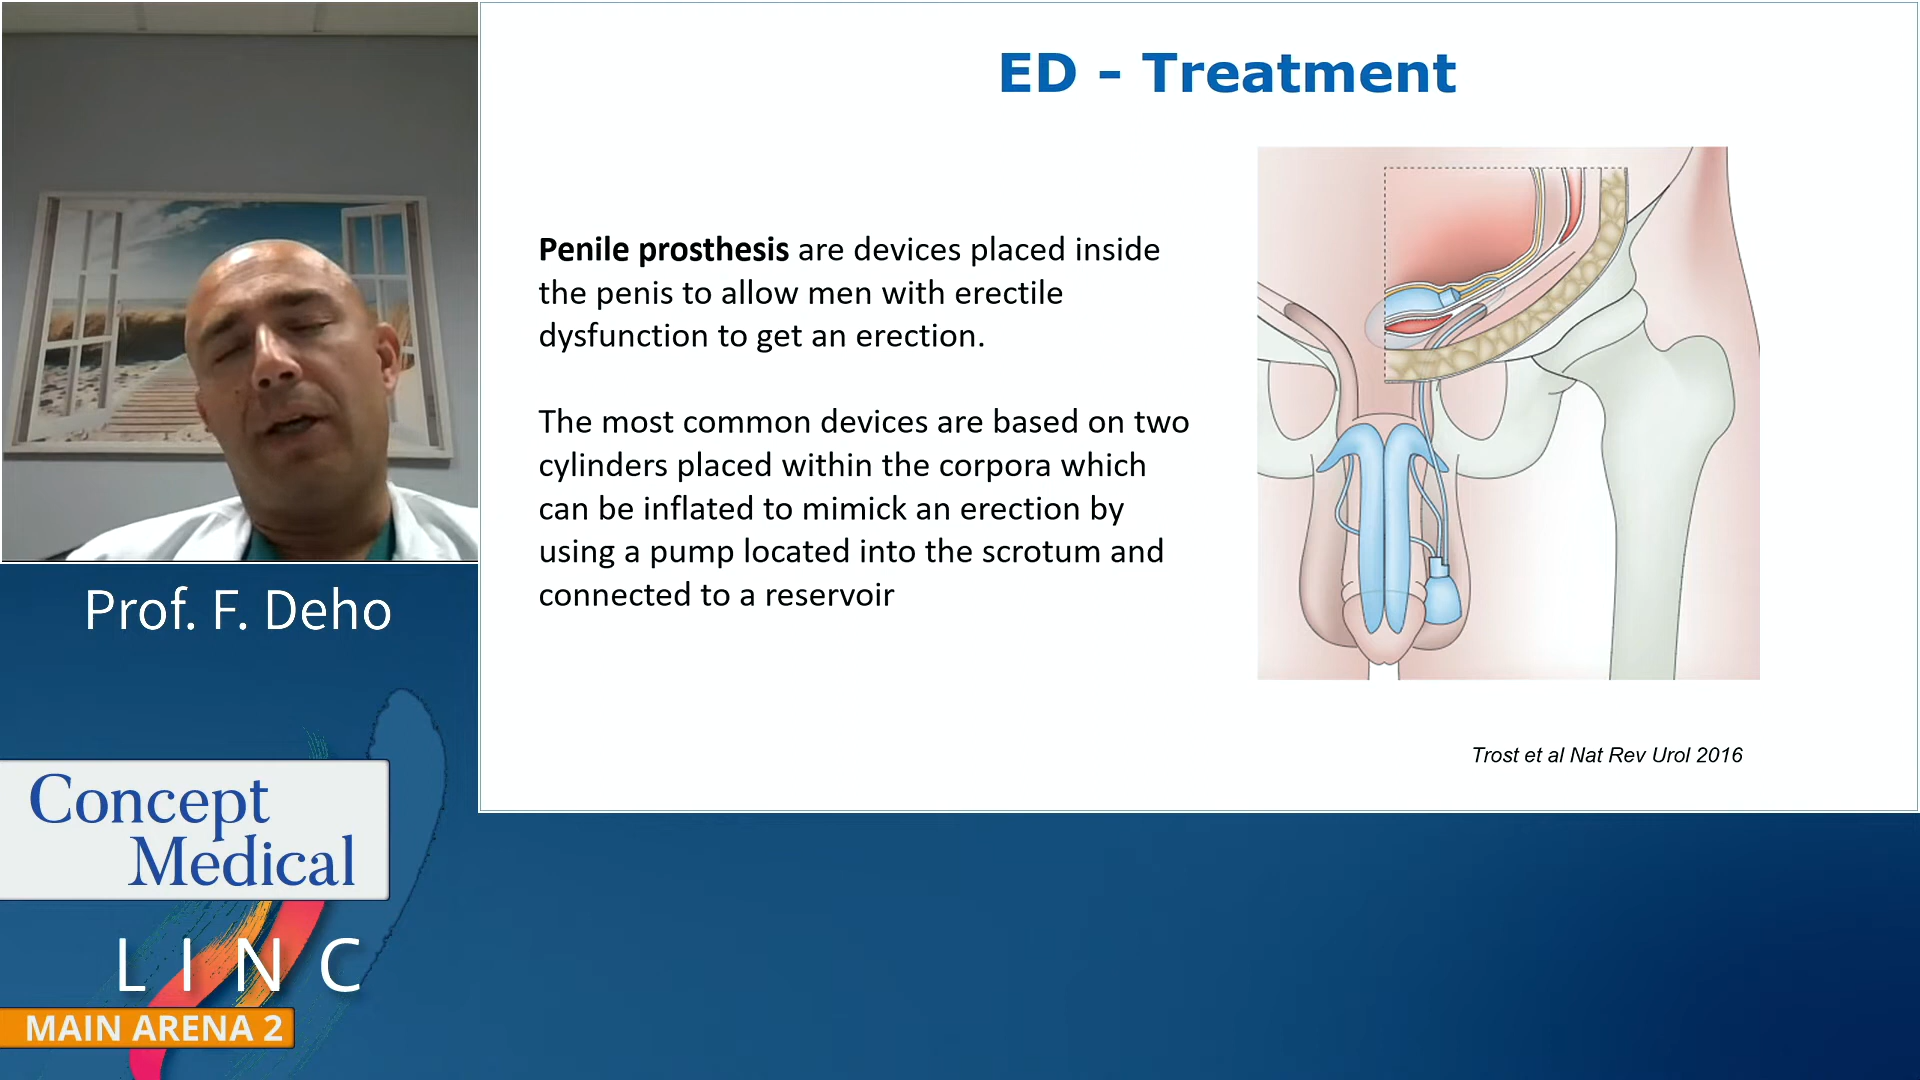 ED - Treatment
Penile prosthesis are devices placed inside
the penis to allow men with erectile
dysfunction to get an erection.
The most common devices are based on two
cylinders placed within the corpora which
can be inflated to mimick an erection by
using a pump located into the scrotum and
connected to a reservoir
Trost et al Nat Rev Urol 2016
Prof. F. Deho
Concept
Medical
LINC
MAIN ARENA 2